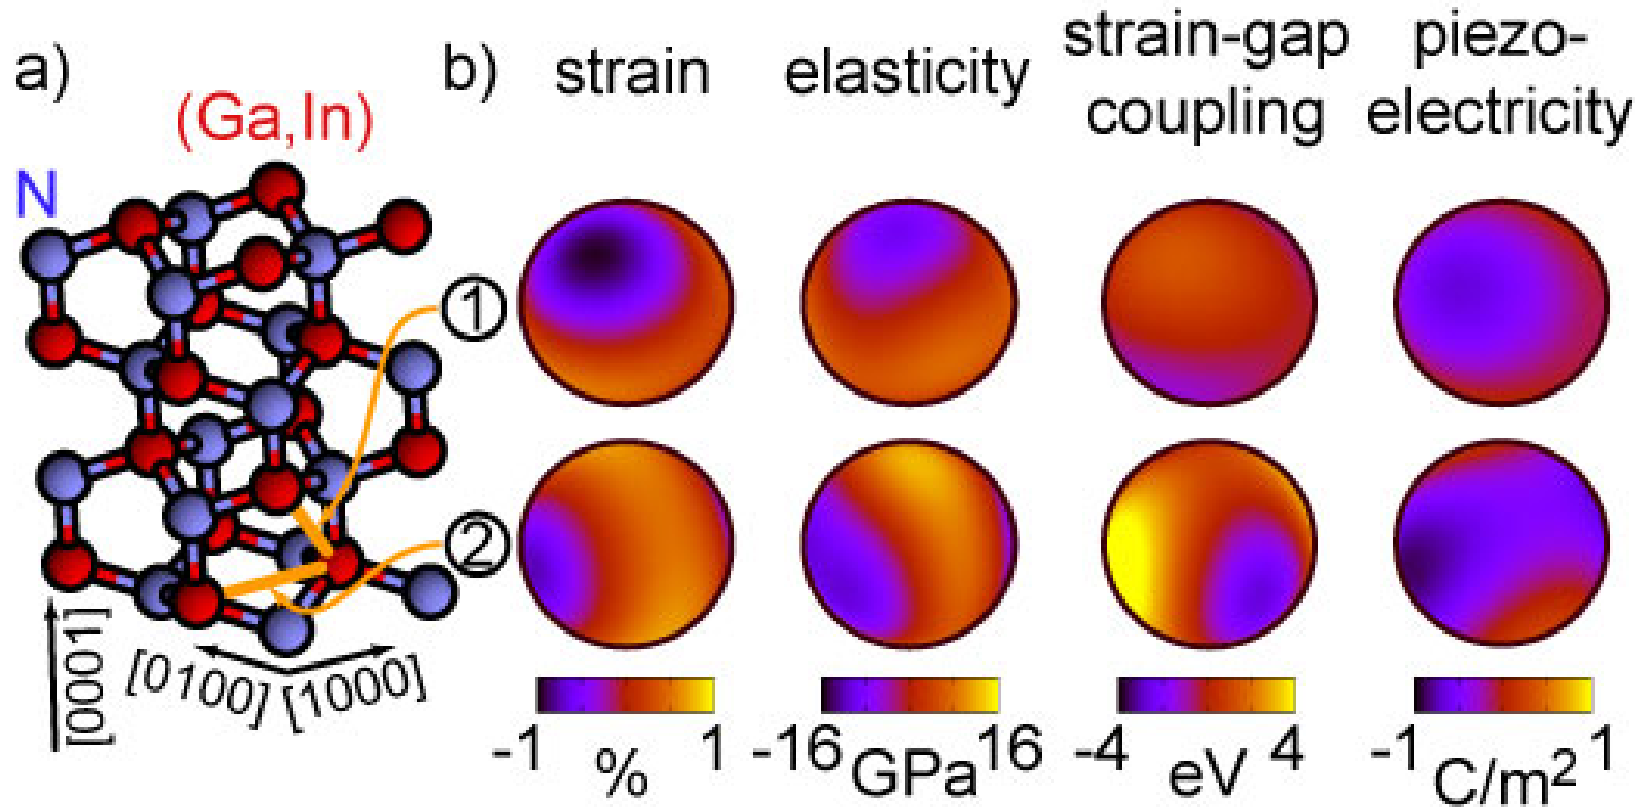 a)
(Ga,In)
N
[0001]
[0100]
[1000]
b)
strain
elasticity
strain-gap
coupling
piezo-
electricity
1
2
-1 1
%
-16 16
GPa
-4 4
eV
-1 1
C/m²